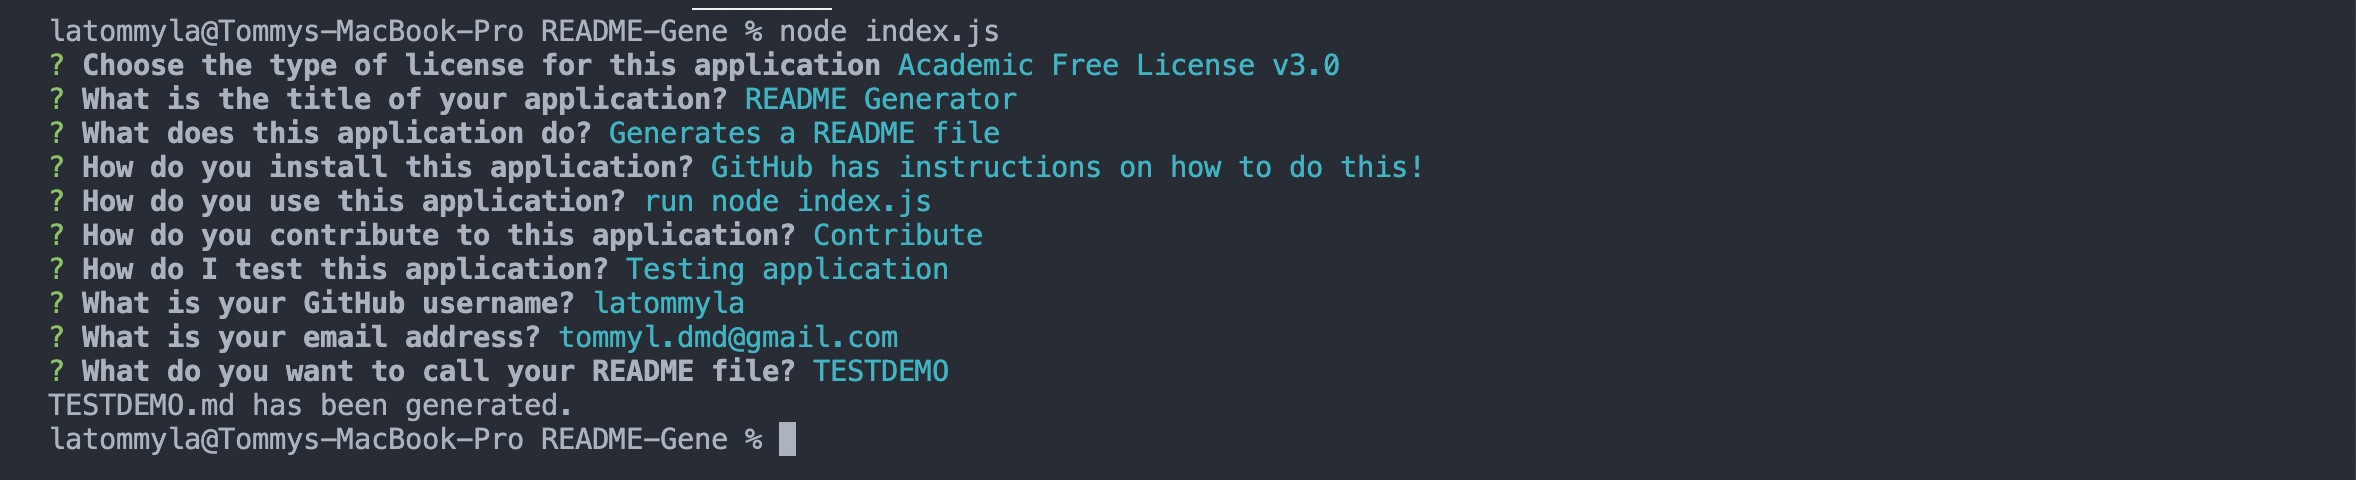 latommyla@Tommys-MacBook-Pro README-Gene % node index.js
? Choose the type of license for this application Academic Free License v3.0
? What is the title of your application? README Generator
? What does this application do? Generates a README file
? How do you install this application? GitHub has instructions on how to do this!
? How do you use this application? run node index.js
? How do you contribute to this application? Contribute
? How do I test this application? Testing application
? What is your GitHub username? latommyla
? What is your email address? tommyl.dmd@gmail.com
? What do you want to call your README file? TESTDEMO
TESTDEMO.md has been generated.
latommyla@Tommys-MacBook-Pro README-Gene %